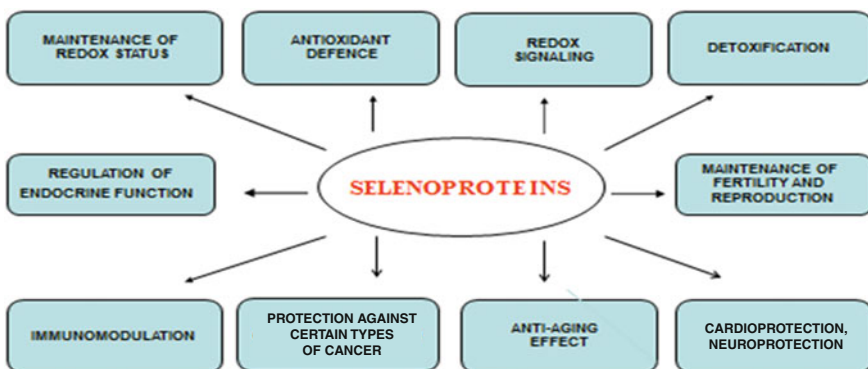 MAINTENANCE OF
REDOX STATUS
ANTIOXIDANT
DEFENCE
REDOX
SIGNALING
DETOXIFICATION
REGULATION OF
ENDOCRINE FUNCTION
SELENOPROTEINS
MAINTENANCE OF
FERTILITY AND
REPRODUCTION
IMMUNOMODULATION
PROTECTION AGAINST
CERTAIN TYPES
OF CANCER
ANTI-AGING
EFFECT
CARDIOPROTECTION,
NEUROPROTECTION